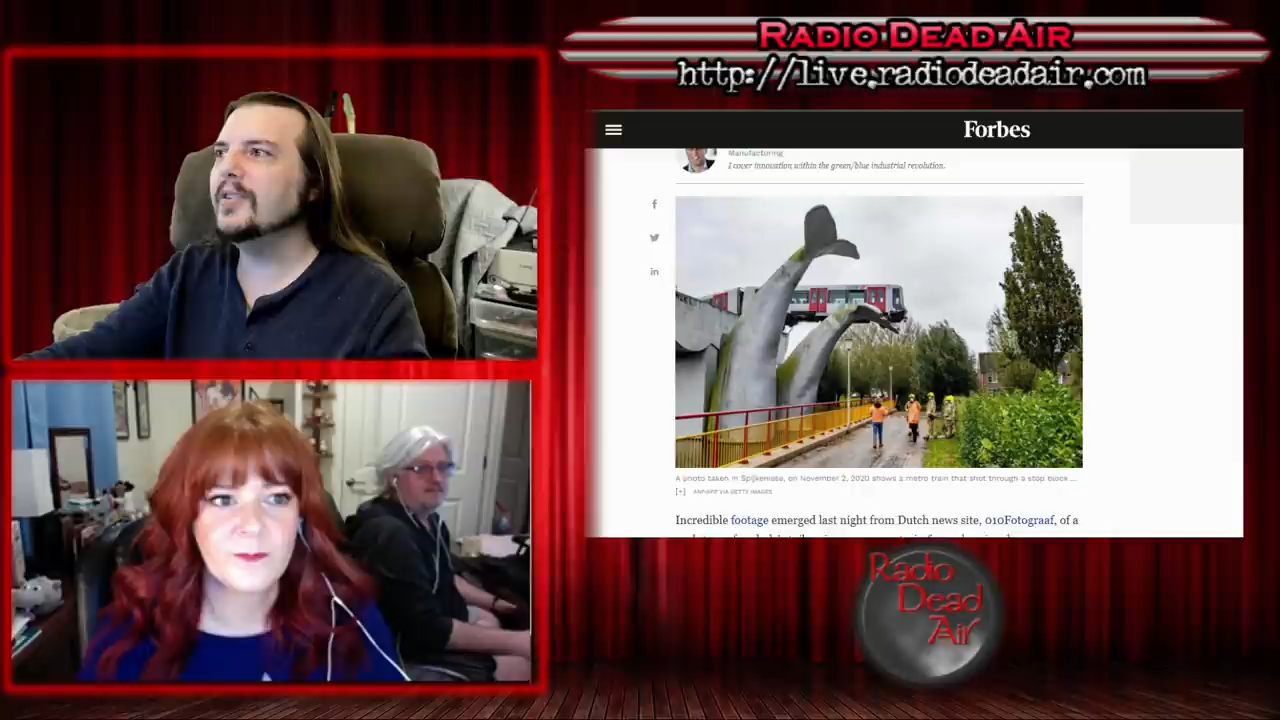 RADIO DEAD AIR
http://live.radiodeadair.com
Forbes
Manufacturing
I cover innovation within the green/blue industrial revolution.
f
in
A photo taken in Spijkenisse, on November 2, 2020 shows a metro train that shot through a stop block ...
[+] ANP/AFP VIA GETTY IMAGES
Incredible footage emerged last night from Dutch news site, 010Fotograaf, of a
Radio
Dead
Air